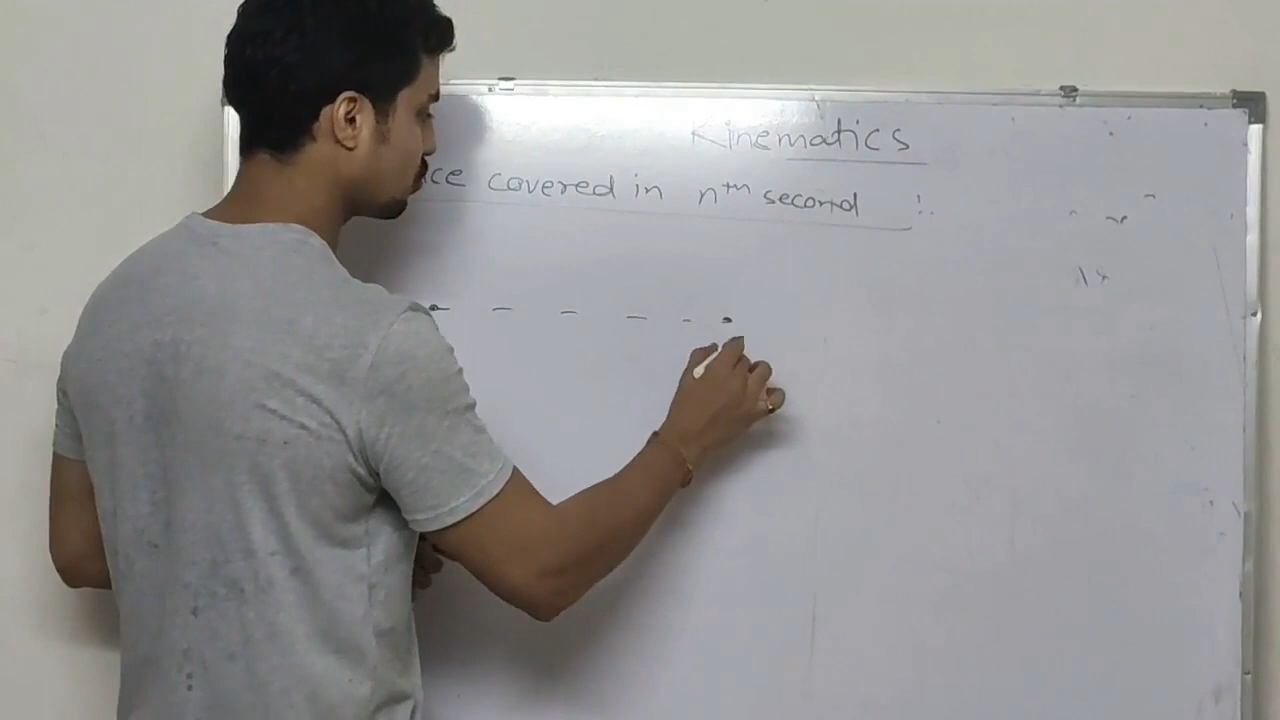 Kinematics
ce covered in nth second :.